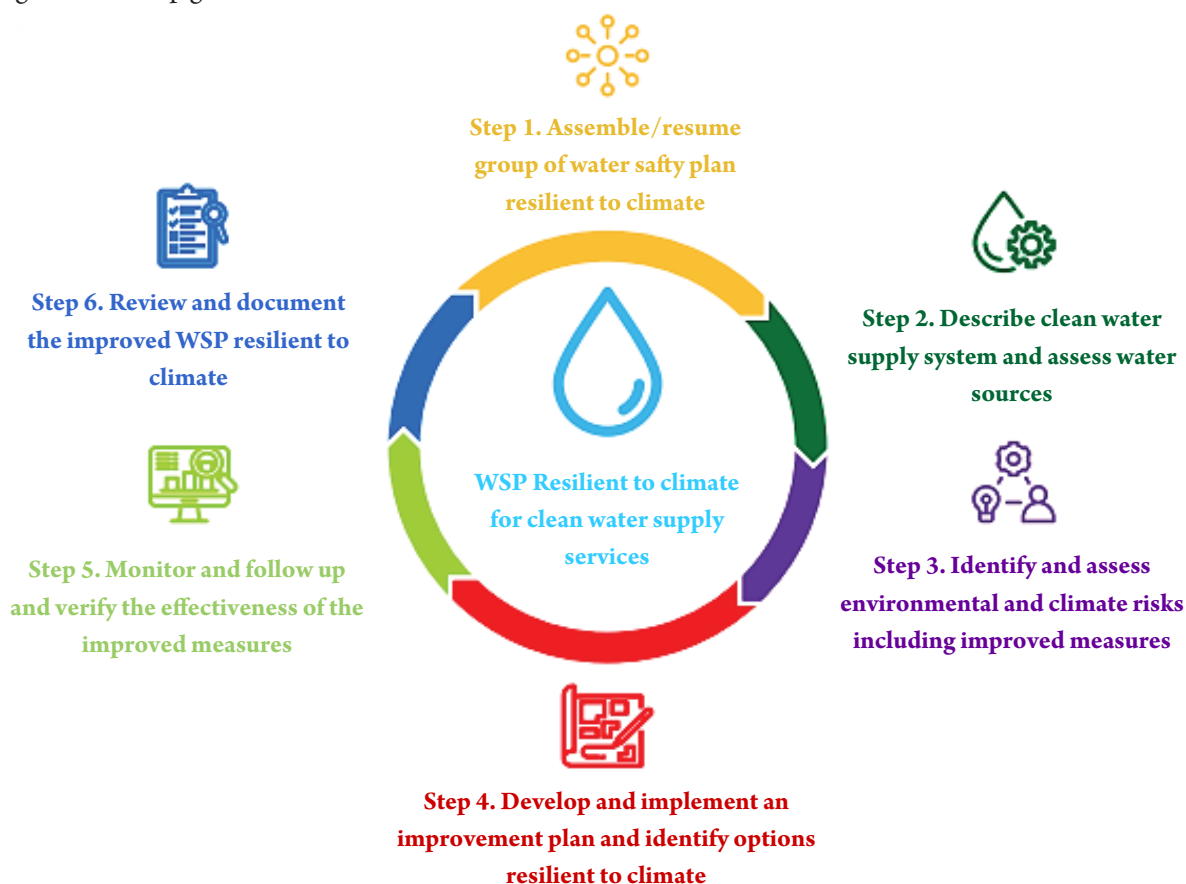 Step 1. Assemble/resume
group of water safty plan
resilient to climate
Step 2. Describe clean water
supply system and assess water
sources
Step 3. Identify and assess
environmental and climate risks
including improved measures
Step 4. Develop and implement an
improvement plan and identify options
resilient to climate
Step 5. Monitor and follow up
and verify the effectiveness of the
improved measures
Step 6. Review and document
the improved WSP resilient to
climate
WSP Resilient to climate
for clean water supply
services